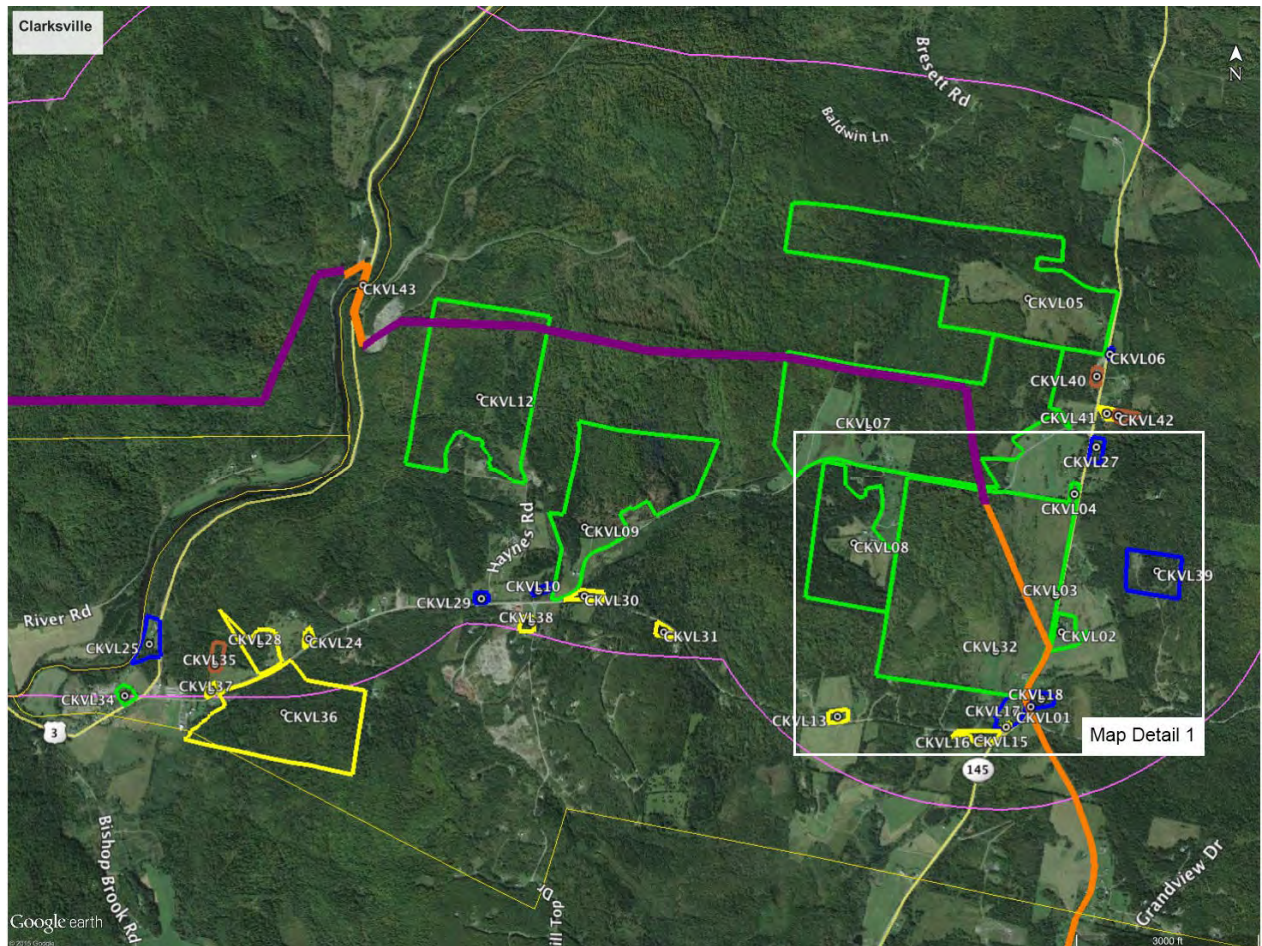 Clarksville
N
Bresett Rd
Baldwin Ln
CKVL43
CKVL05
CKVL06
CKVL40
CKVL12
CKVL41
CKVL42
CKVL07
CKVL27
CKVL04
CKVL09
Haynes Rd
CKVL08
CKVL39
CKVL10
CKVL03
CKVL29
CKVL30
River Rd
CKVL38
CKVL31
CKVL02
CKVL25
CKVL28
CKVL24
CKVL32
CKVL35
CKVL37
CKVL34
CKVL18
CKVL36
CKVL13
CKVL17
CKVL01
3
CKVL16
CKVL15
Map Detail 1
145
Bishop Brook Rd
Grandview Dr
ill Top Dr
Google earth
3000 ft